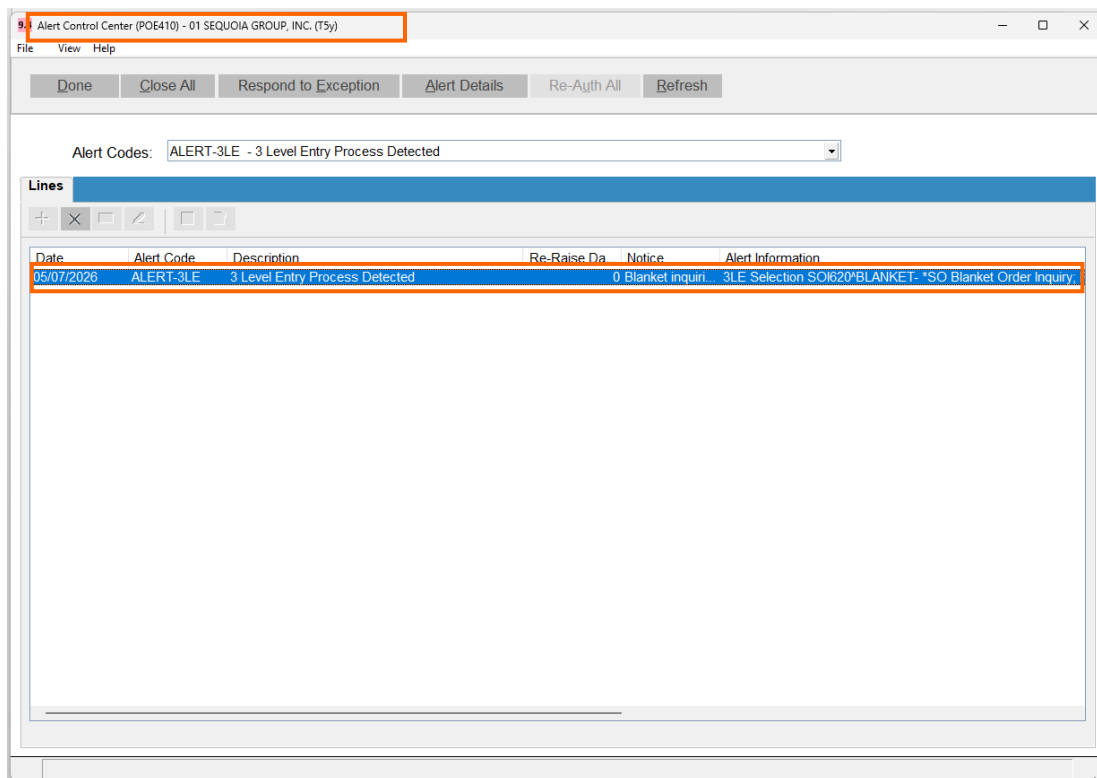 9.4 Alert Control Center (POE410) - 01 SEQUOIA GROUP, INC. (T5y)
File View Help
Done Close All Respond to Exception Alert Details Re-Auth All Refresh
Alert Codes: ALERT-3LE - 3 Level Entry Process Detected
Lines
Date Alert Code Description Re-Raise Da Notice Alert Information
05/07/2026 ALERT-3LE 3 Level Entry Process Detected 0 Blanket inquiri... 3LE Selection SOI620^BLANKET- *SO Blanket Order Inquiry;